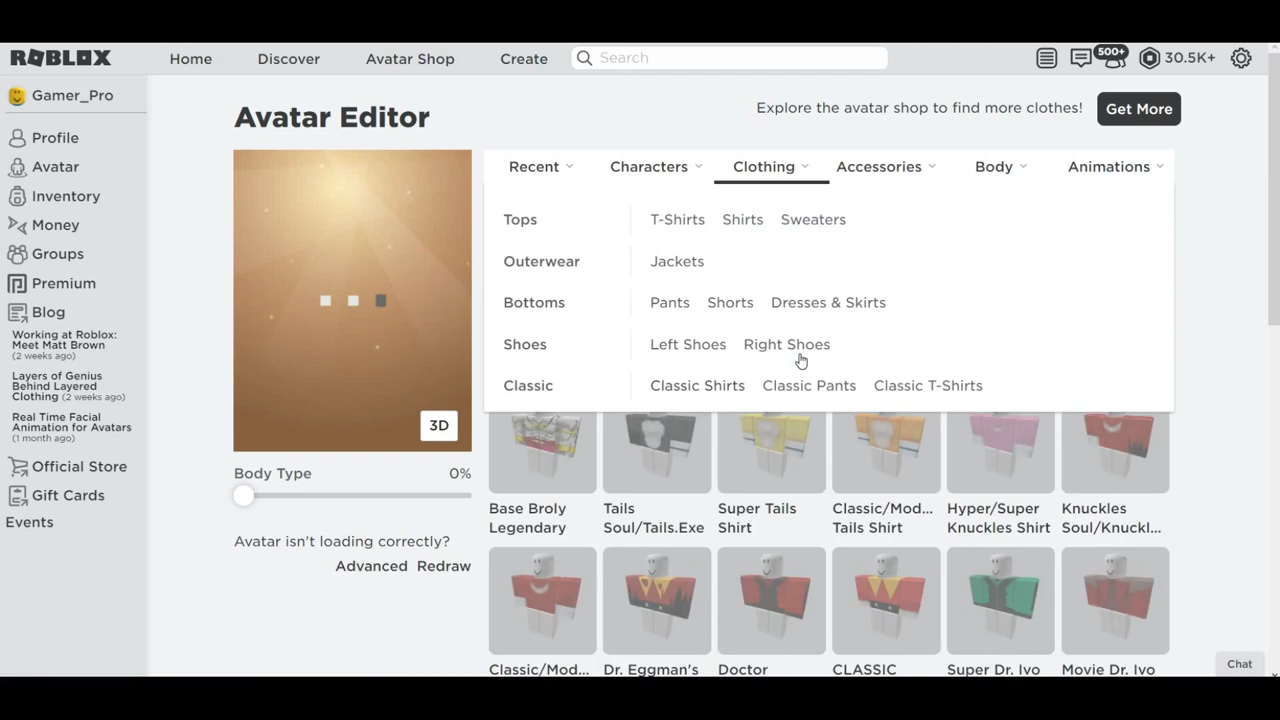 ROBLOX
Home
Discover
Avatar Shop
Create
Search
500+
30.5K+
Gamer_Pro
Profile
Avatar
Inventory
Money
Groups
Premium
Blog
Working at Roblox:
Meet Matt Brown
(2 weeks ago)
Layers of Genius
Behind Layered
Clothing (2 weeks ago)
Real Time Facial
Animation for Avatars
(1 month ago)
Official Store
Gift Cards
Events
Avatar Editor
Explore the avatar shop to find more clothes!
Get More
3D
Body Type
0%
Avatar isn't loading correctly?
Advanced
Redraw
Recent
Characters
Clothing
Accessories
Body
Animations
Tops
T-Shirts
Shirts
Sweaters
Outerwear
Jackets
Bottoms
Pants
Shorts
Dresses & Skirts
Shoes
Left Shoes
Right Shoes
Classic
Classic Shirts
Classic Pants
Classic T-Shirts
Base Broly
Legendary
Tails
Soul/Tails.Exe
Super Tails
Shirt
Classic/Mod...
Tails Shirt
Hyper/Super
Knuckles Shirt
Knuckles
Soul/Knuckl...
Classic/Mod...
Dr. Eggman's
Doctor
CLASSIC
Super Dr. Ivo
Movie Dr. Ivo
Chat